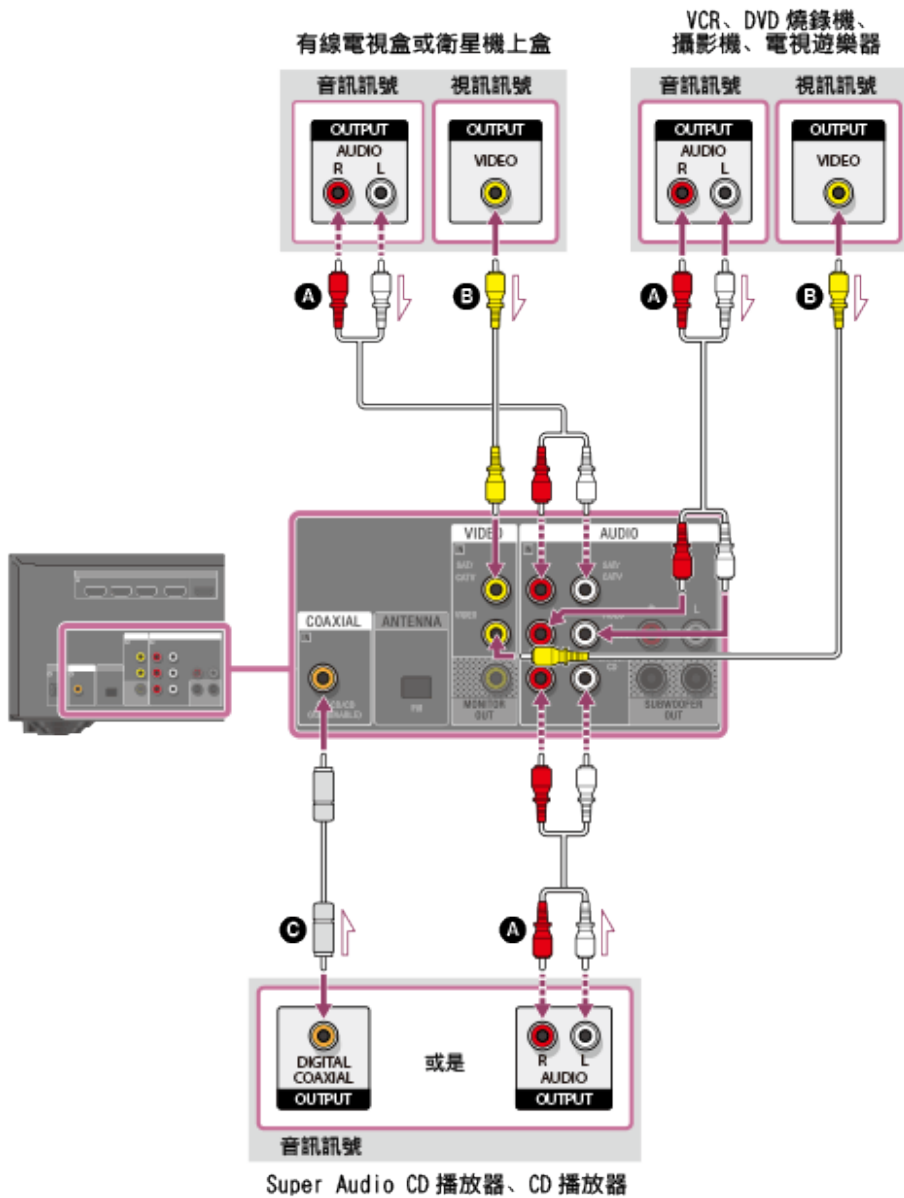 有線電視盒或衛星機上盒
VCR、DVD 燒錄機、
攝影機、電視遊樂器
音訊訊號
視訊訊號
音訊訊號
視訊訊號
OUTPUT
AUDIO
R L
OUTPUT
VIDEO
OUTPUT
AUDIO
R L
OUTPUT
VIDEO
A
B
A
B
VIDEO
AUDIO
IN
IN
SAT/
CATV
SAT/
CATV
COAXIAL
ANTENNA
VIDEO
L
IN
CD
FM
MONITOR
OUT
SUBWOOFER
OUT
C
A
DIGITAL
COAXIAL
OUTPUT
或是
R L
AUDIO
OUTPUT
音訊訊號
Super Audio CD 播放器、CD 播放器